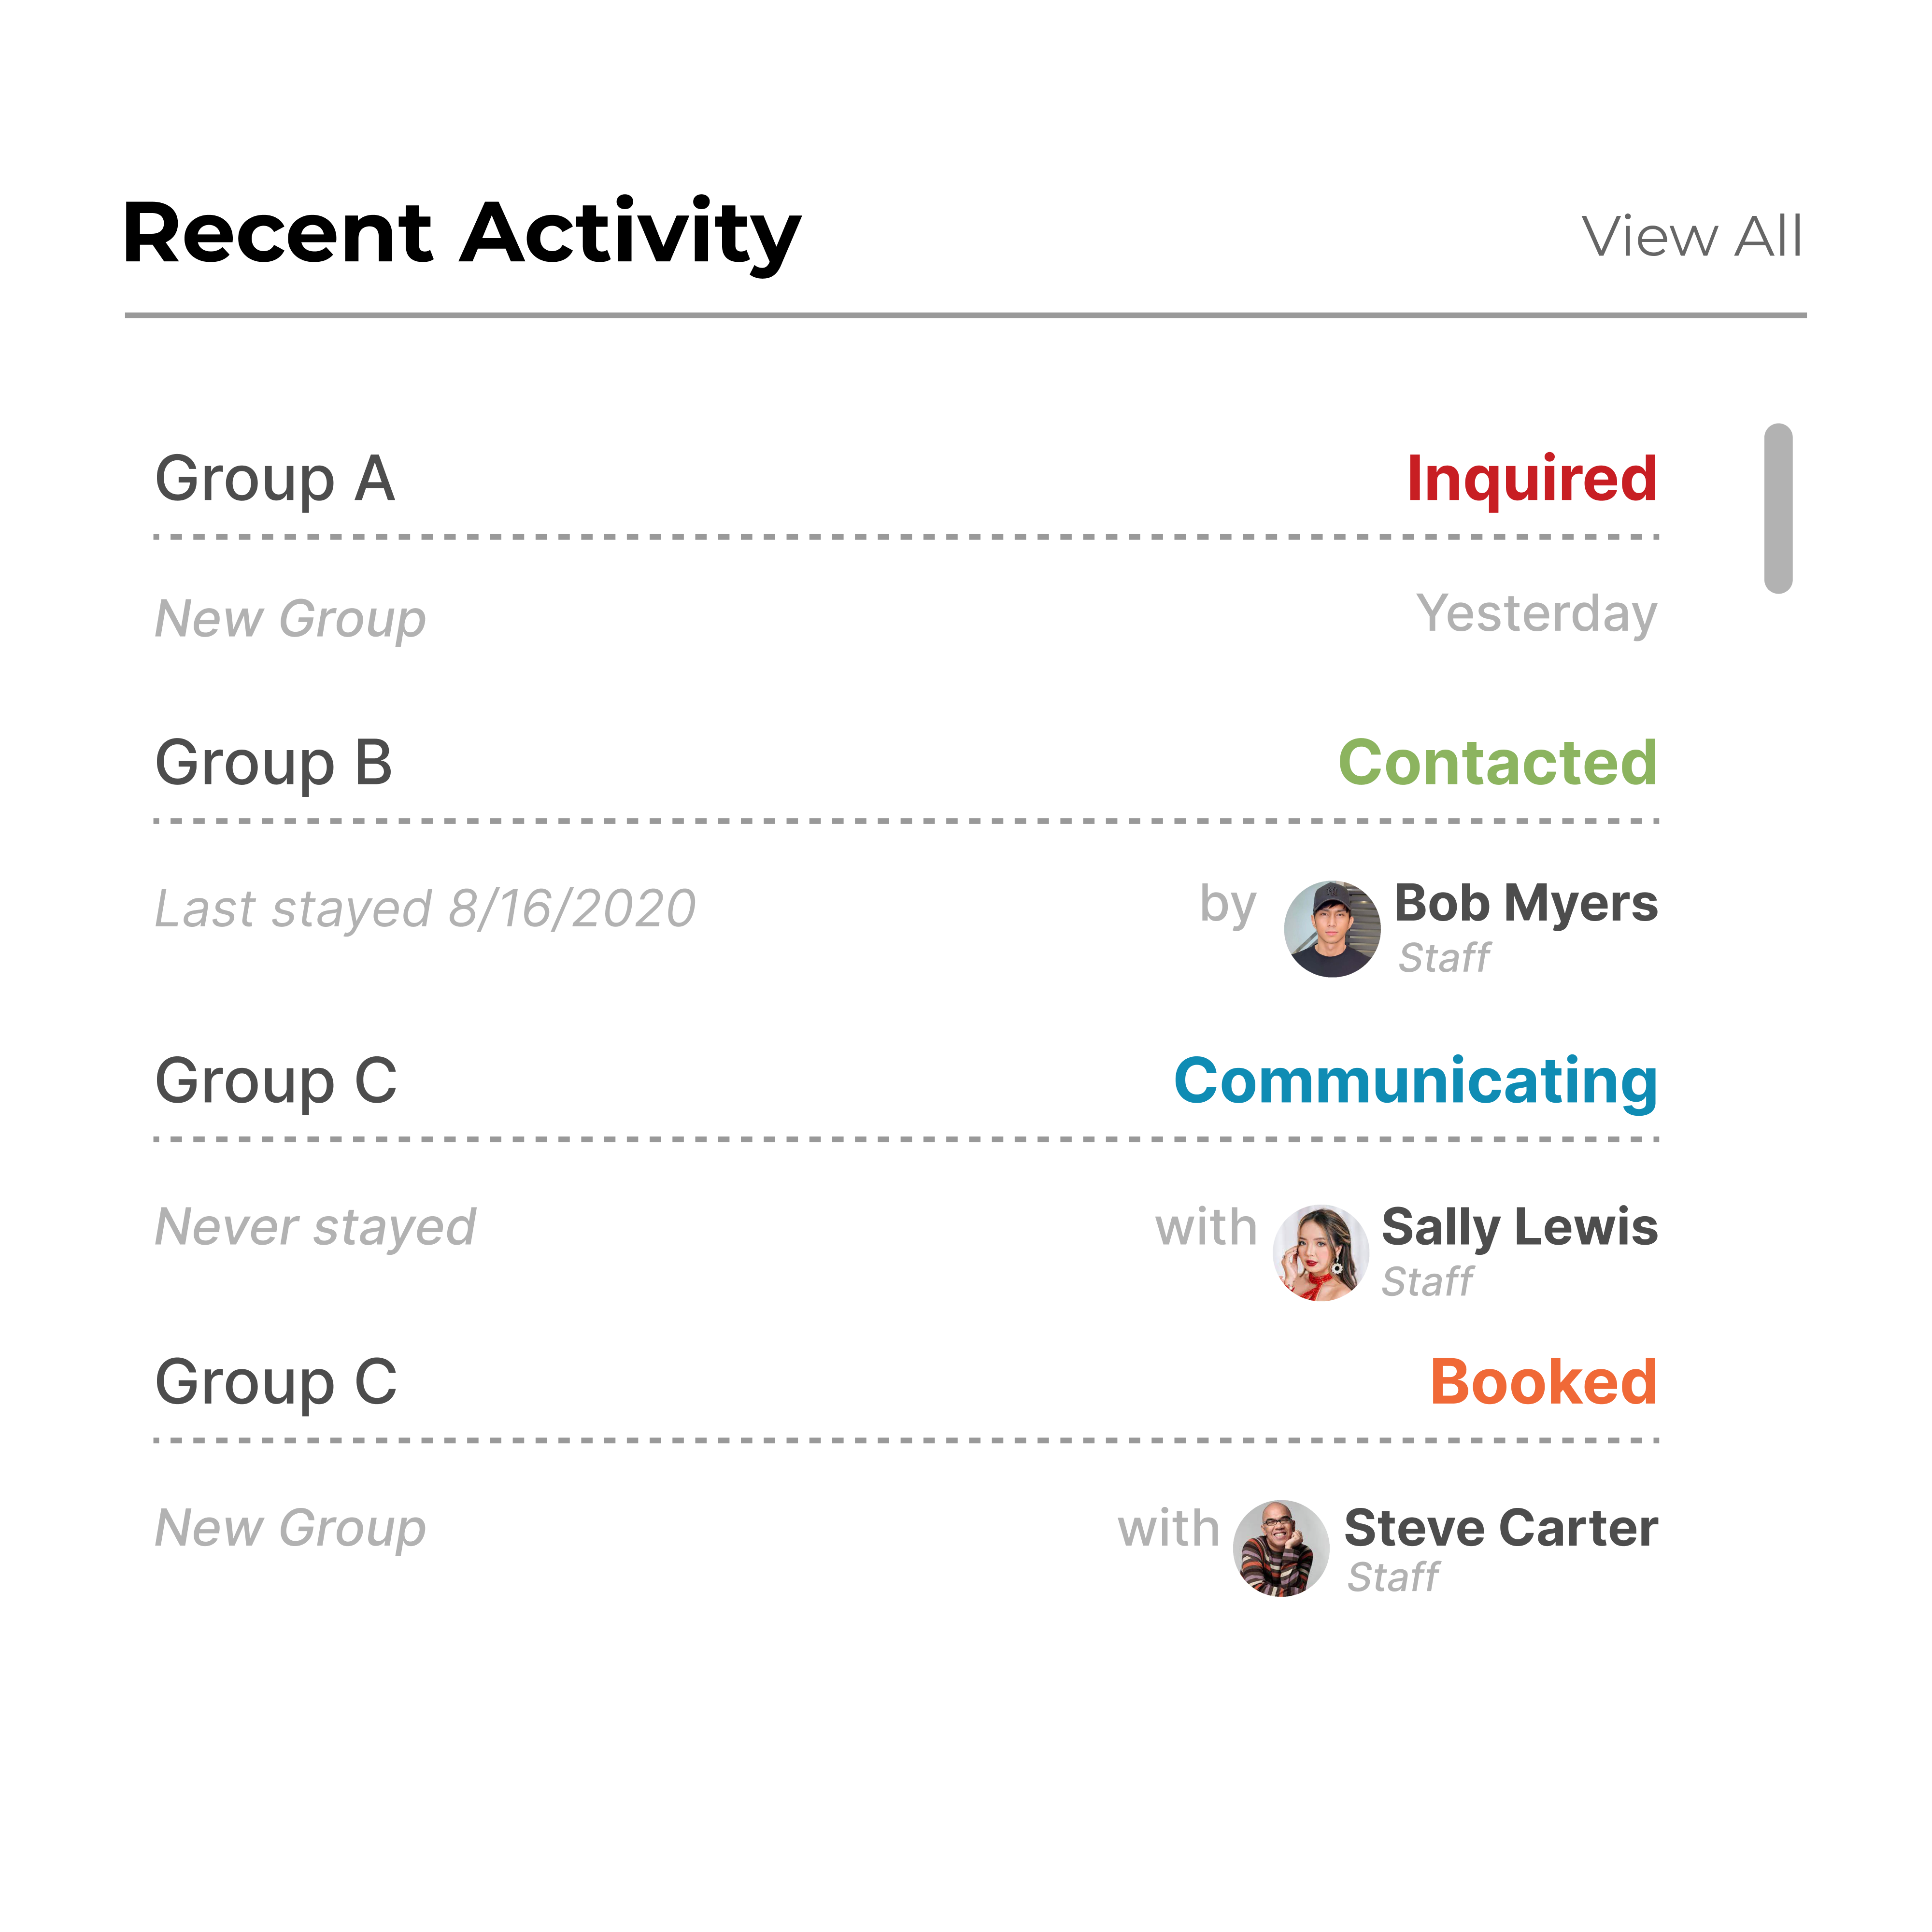 Recent Activity View All
Group A Inquired
New Group Yesterday
Group B Contacted
Last stayed 8/16/2020 by Bob Myers
Staff
Group C Communicating
Never stayed with Sally Lewis
Staff
Group C Booked
New Group with Steve Carter
Staff